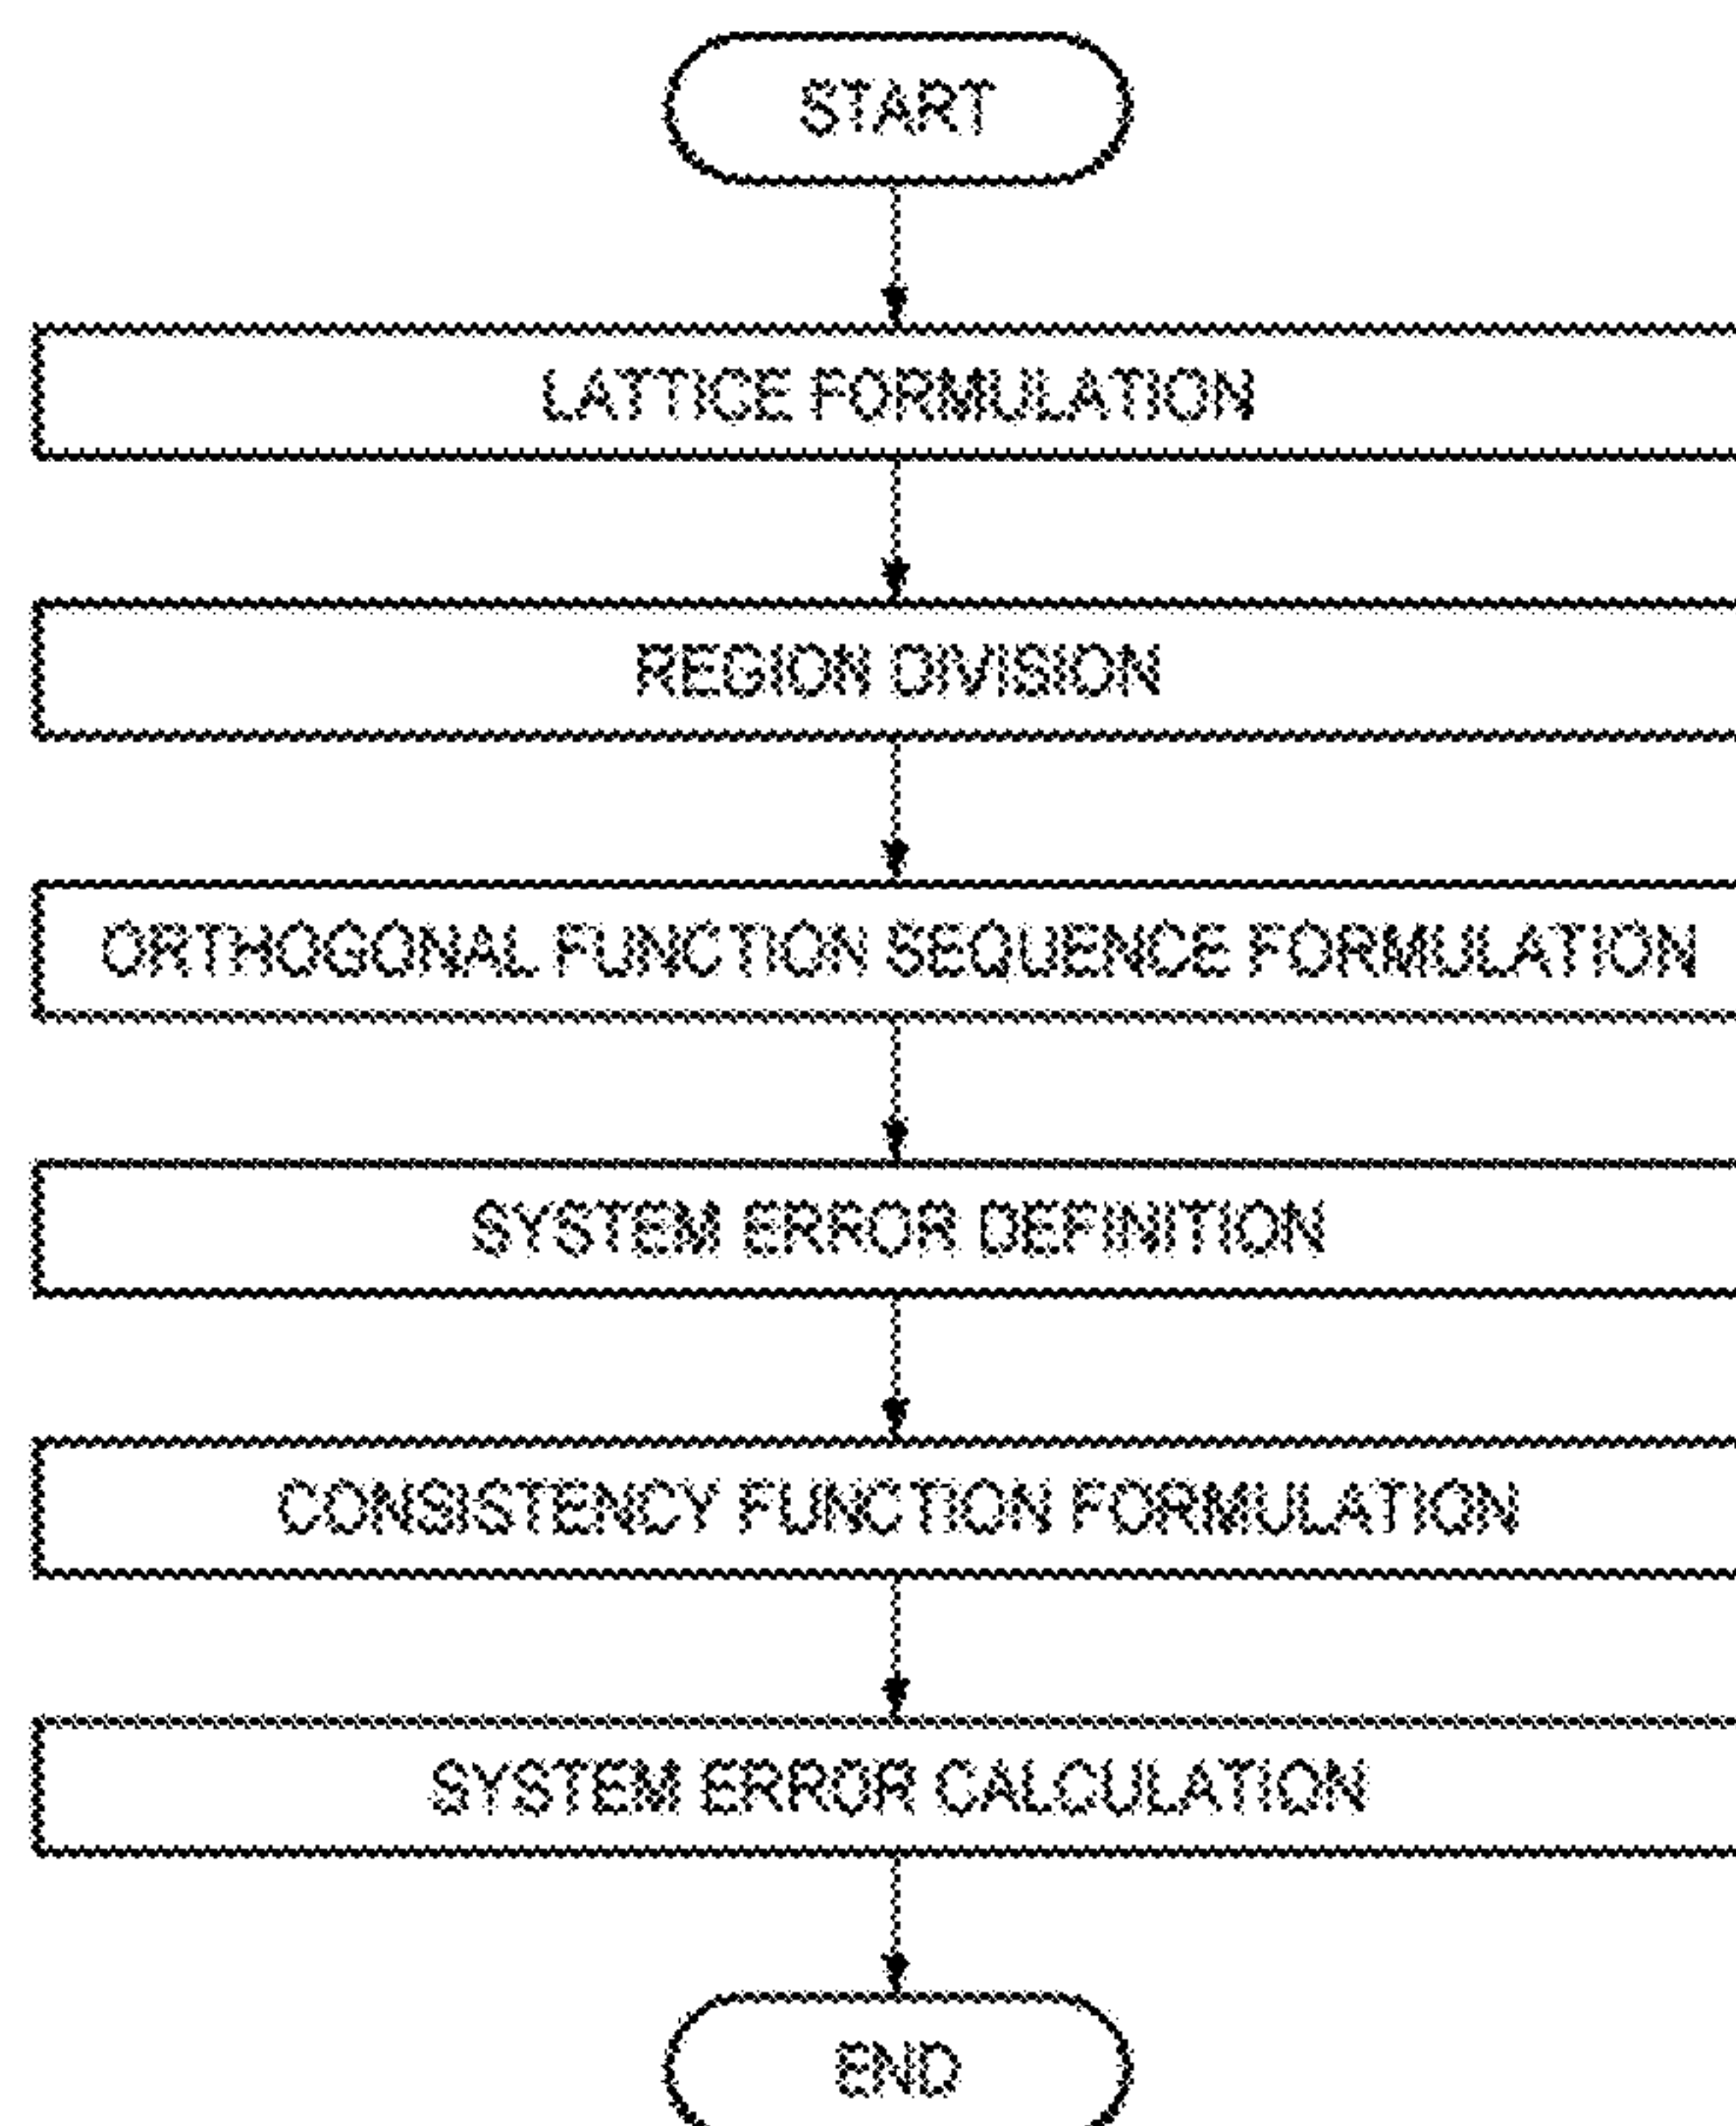 START
LATTICE FORMULATION
REGION DIVISION
ORTHOGONAL FUNCTION SEQUENCE FORMULATION
SYSTEM ERROR DEFINITION
CONSISTENCY FUNCTION FORMULATION
SYSTEM ERROR CALCULATION
END